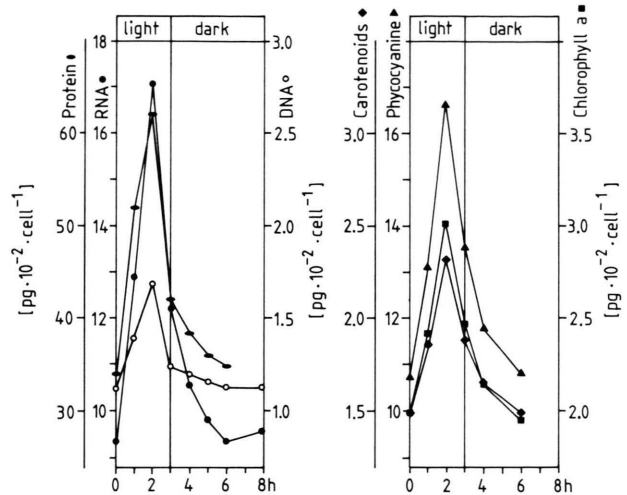 light dark
Protein
RNA
DNA
[pg·10⁻²·cell⁻¹]
60
50
40
30
18
16
14
12
10
3.0
2.5
2.0
1.5
1.0
[pg·10⁻²·cell⁻¹]
0 2 4 6 8h
light dark
Carotenoids
Phycocyanine
Chlorophyll a
[pg·10⁻²·cell⁻¹]
3.0
2.5
2.0
1.5
16
14
12
10
3.5
3.0
2.5
2.0
[pg·10⁻²·cell⁻¹]
0 2 4 6 8h